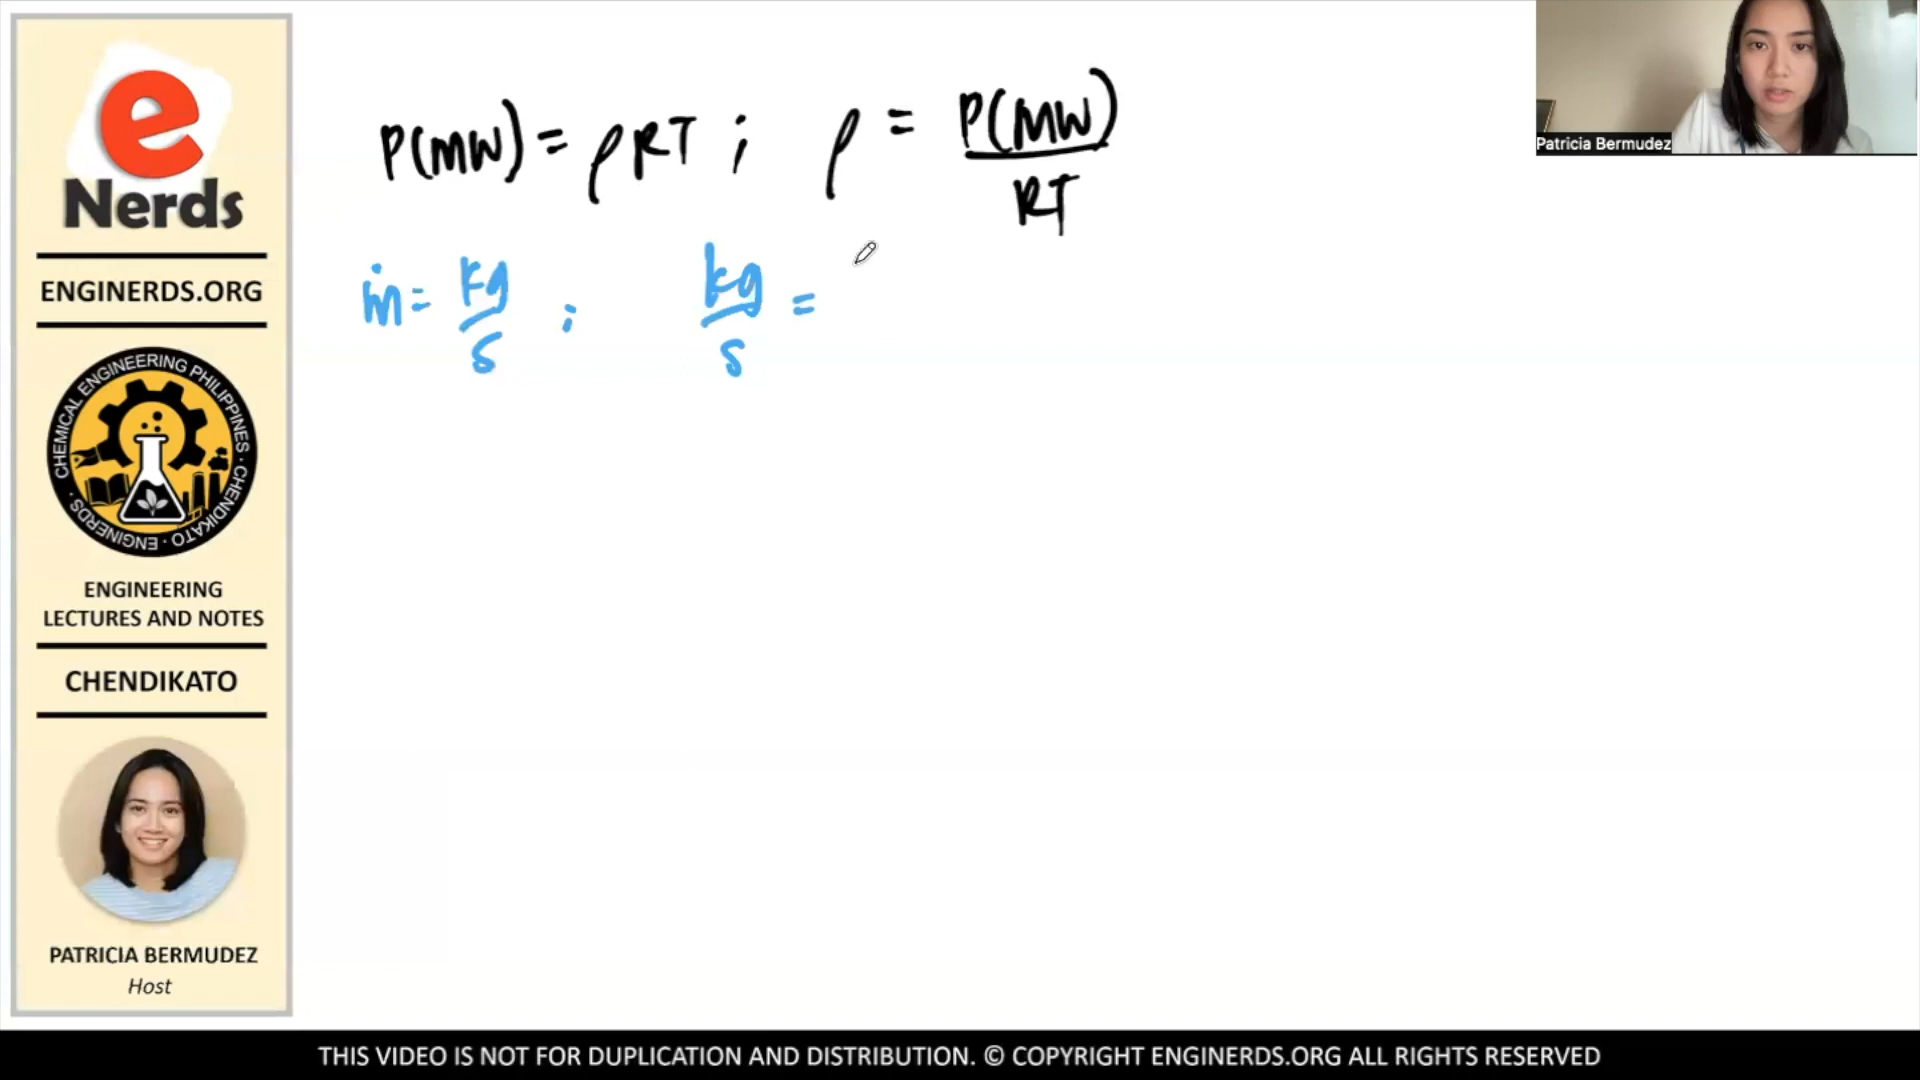 e
Nerds
ENGINERDS.ORG
CHEMICAL ENGINEERING PHILIPPINES · CHENDIKATO · ENGINERDS ·
ENGINEERING
LECTURES AND NOTES
CHENDIKATO
PATRICIA BERMUDEZ
Host
P(MW) = ρRT ; ρ = P(MW)/RT
ṁ = kg/s ; kg/s =
Patricia Bermudez
THIS VIDEO IS NOT FOR DUPLICATION AND DISTRIBUTION. © COPYRIGHT ENGINERDS.ORG ALL RIGHTS RESERVED